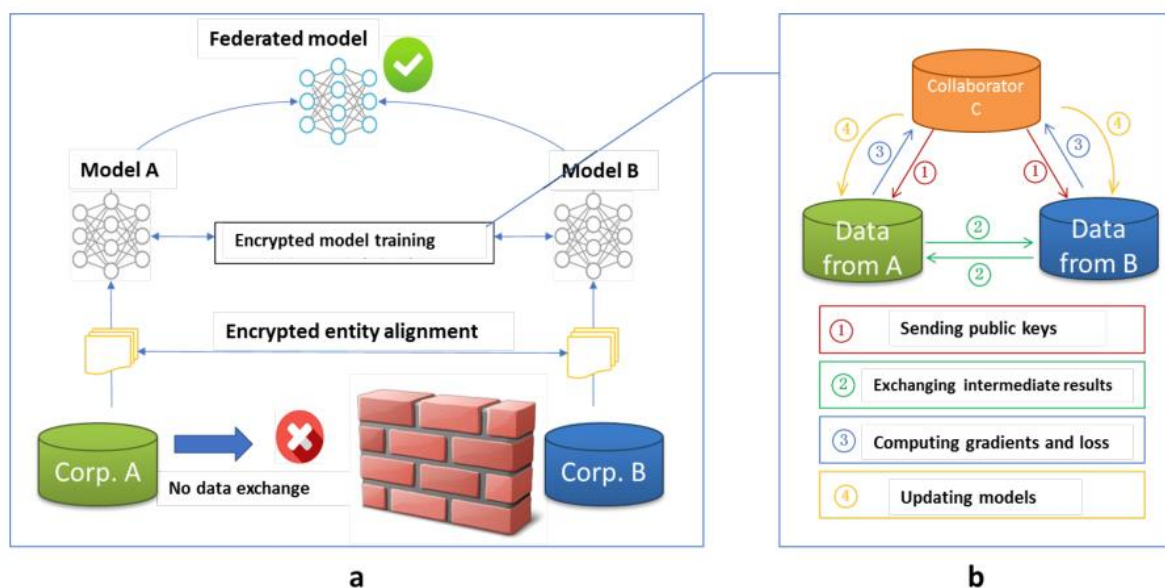 Federated model
Model A
Model B
Encrypted model training
Encrypted entity alignment
Corp. A
No data exchange
Corp. B
a
Collaborator
C
④
③
①
①
③
④
Data
from A
②
②
Data
from B
① Sending public keys
② Exchanging intermediate results
③ Computing gradients and loss
④ Updating models
b